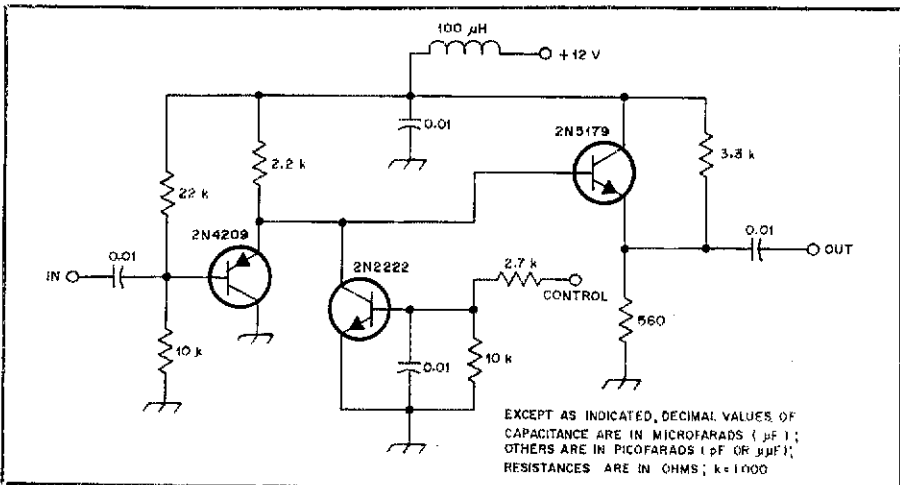 100 µH
+12 V
0.01
2N5179
2.2 k
3.3 k
22 k
2N4209
0.01
0.01
IN
2N2222
2.7 k
OUT
CONTROL
560
10 k
0.01
10 k
EXCEPT AS INDICATED, DECIMAL VALUES OF
CAPACITANCE ARE IN MICROFARADS ( µF ) ;
OTHERS ARE IN PICOFARADS ( pF OR µµF);
RESISTANCES ARE IN OHMS; k=1000